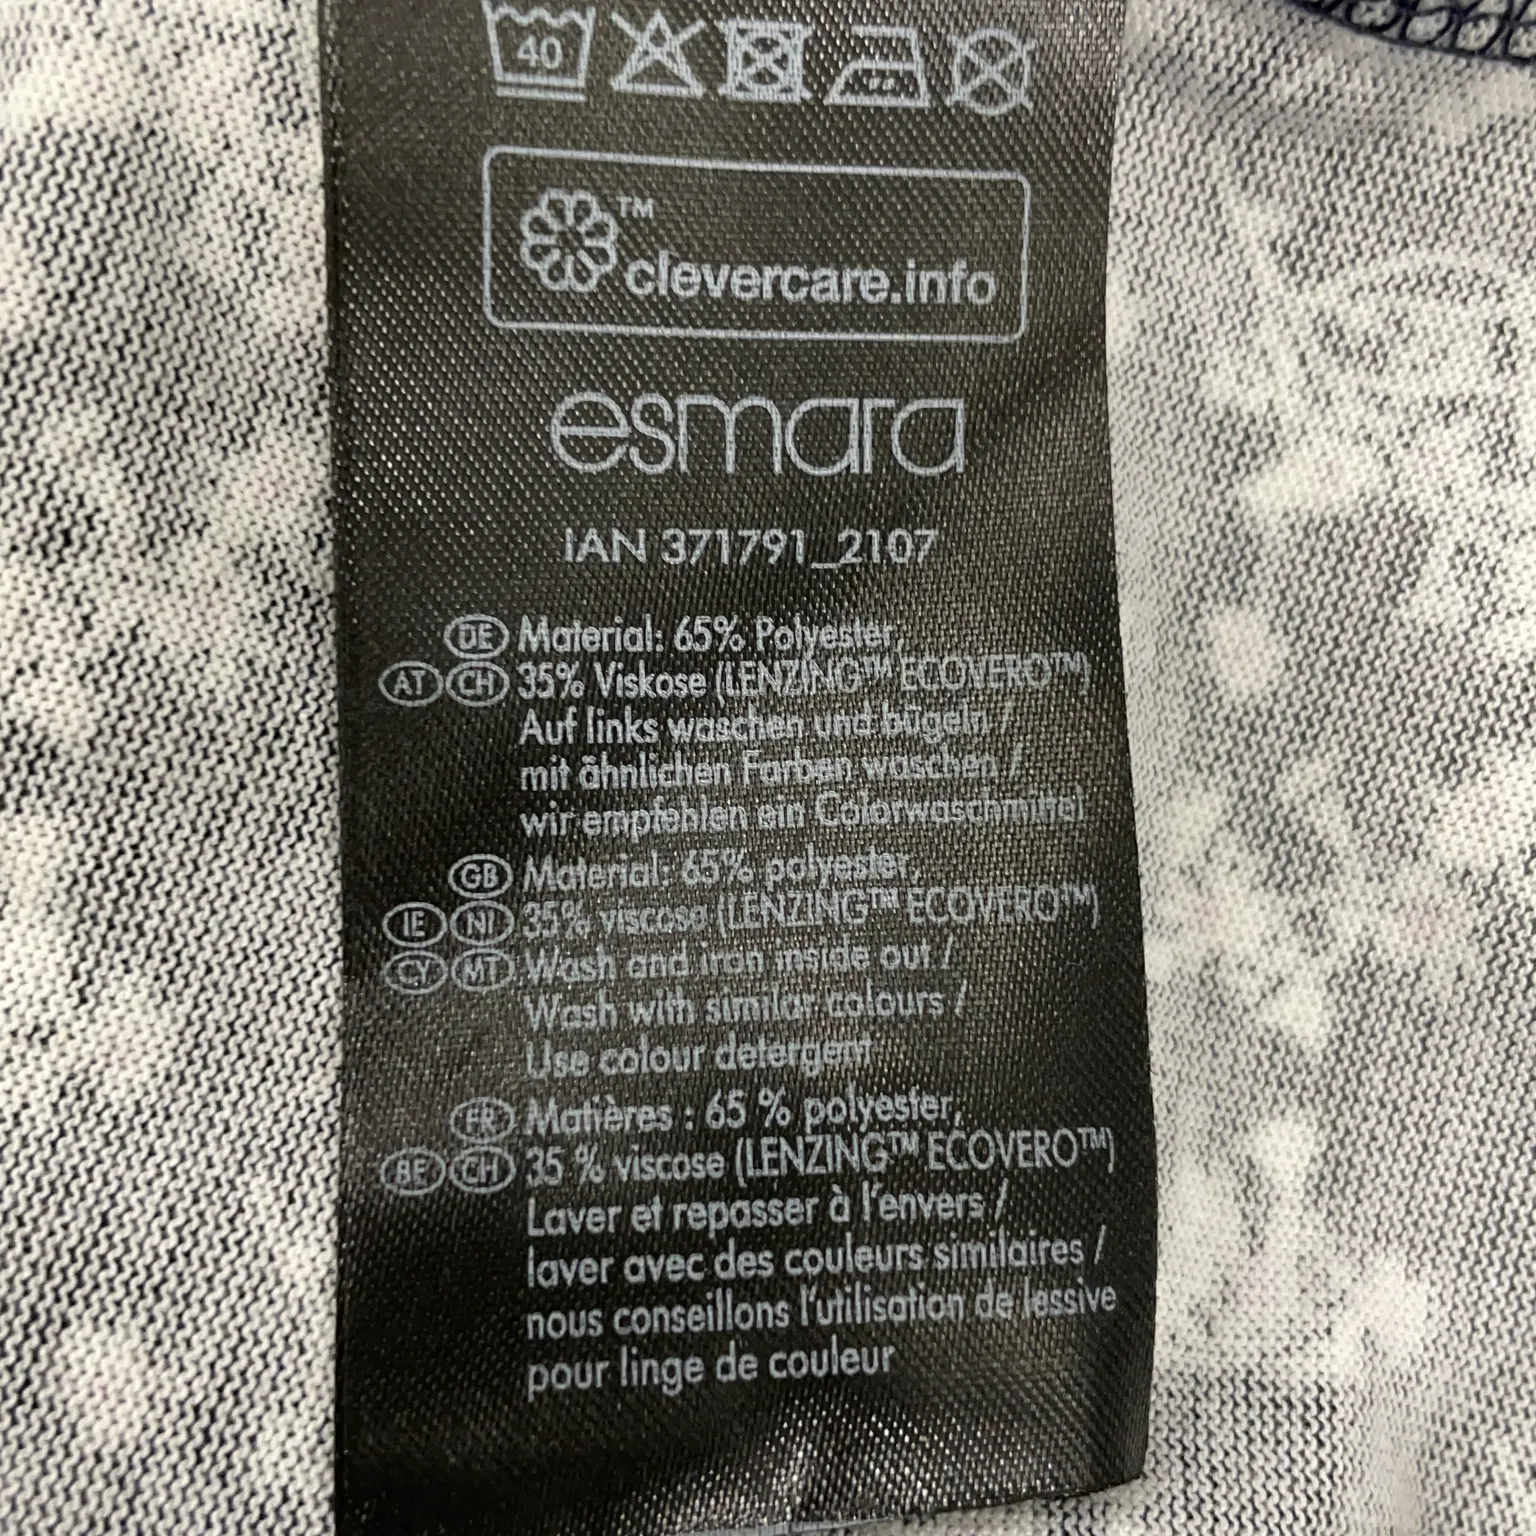 40
™
clevercare.info
esmara
IAN 371791_2107
DE Material: 65% Polyester,
AT CH 35% Viskose (LENZING™ ECOVERO™)
Auf links waschen und bügeln /
mit ähnlichen Farben waschen /
wir empfehlen ein Colorwaschmittel
GB Material: 65% polyester,
IE NI 35% viscose (LENZING™ ECOVERO™)
CY MT Wash and iron inside out /
Wash with similar colours /
Use colour detergent
FR Matières : 65 % polyester,
BE CH 35 % viscose (LENZING™ ECOVERO™)
Laver et repasser à l'envers /
laver avec des couleurs similaires /
nous conseillons l'utilisation de lessive
pour linge de couleur